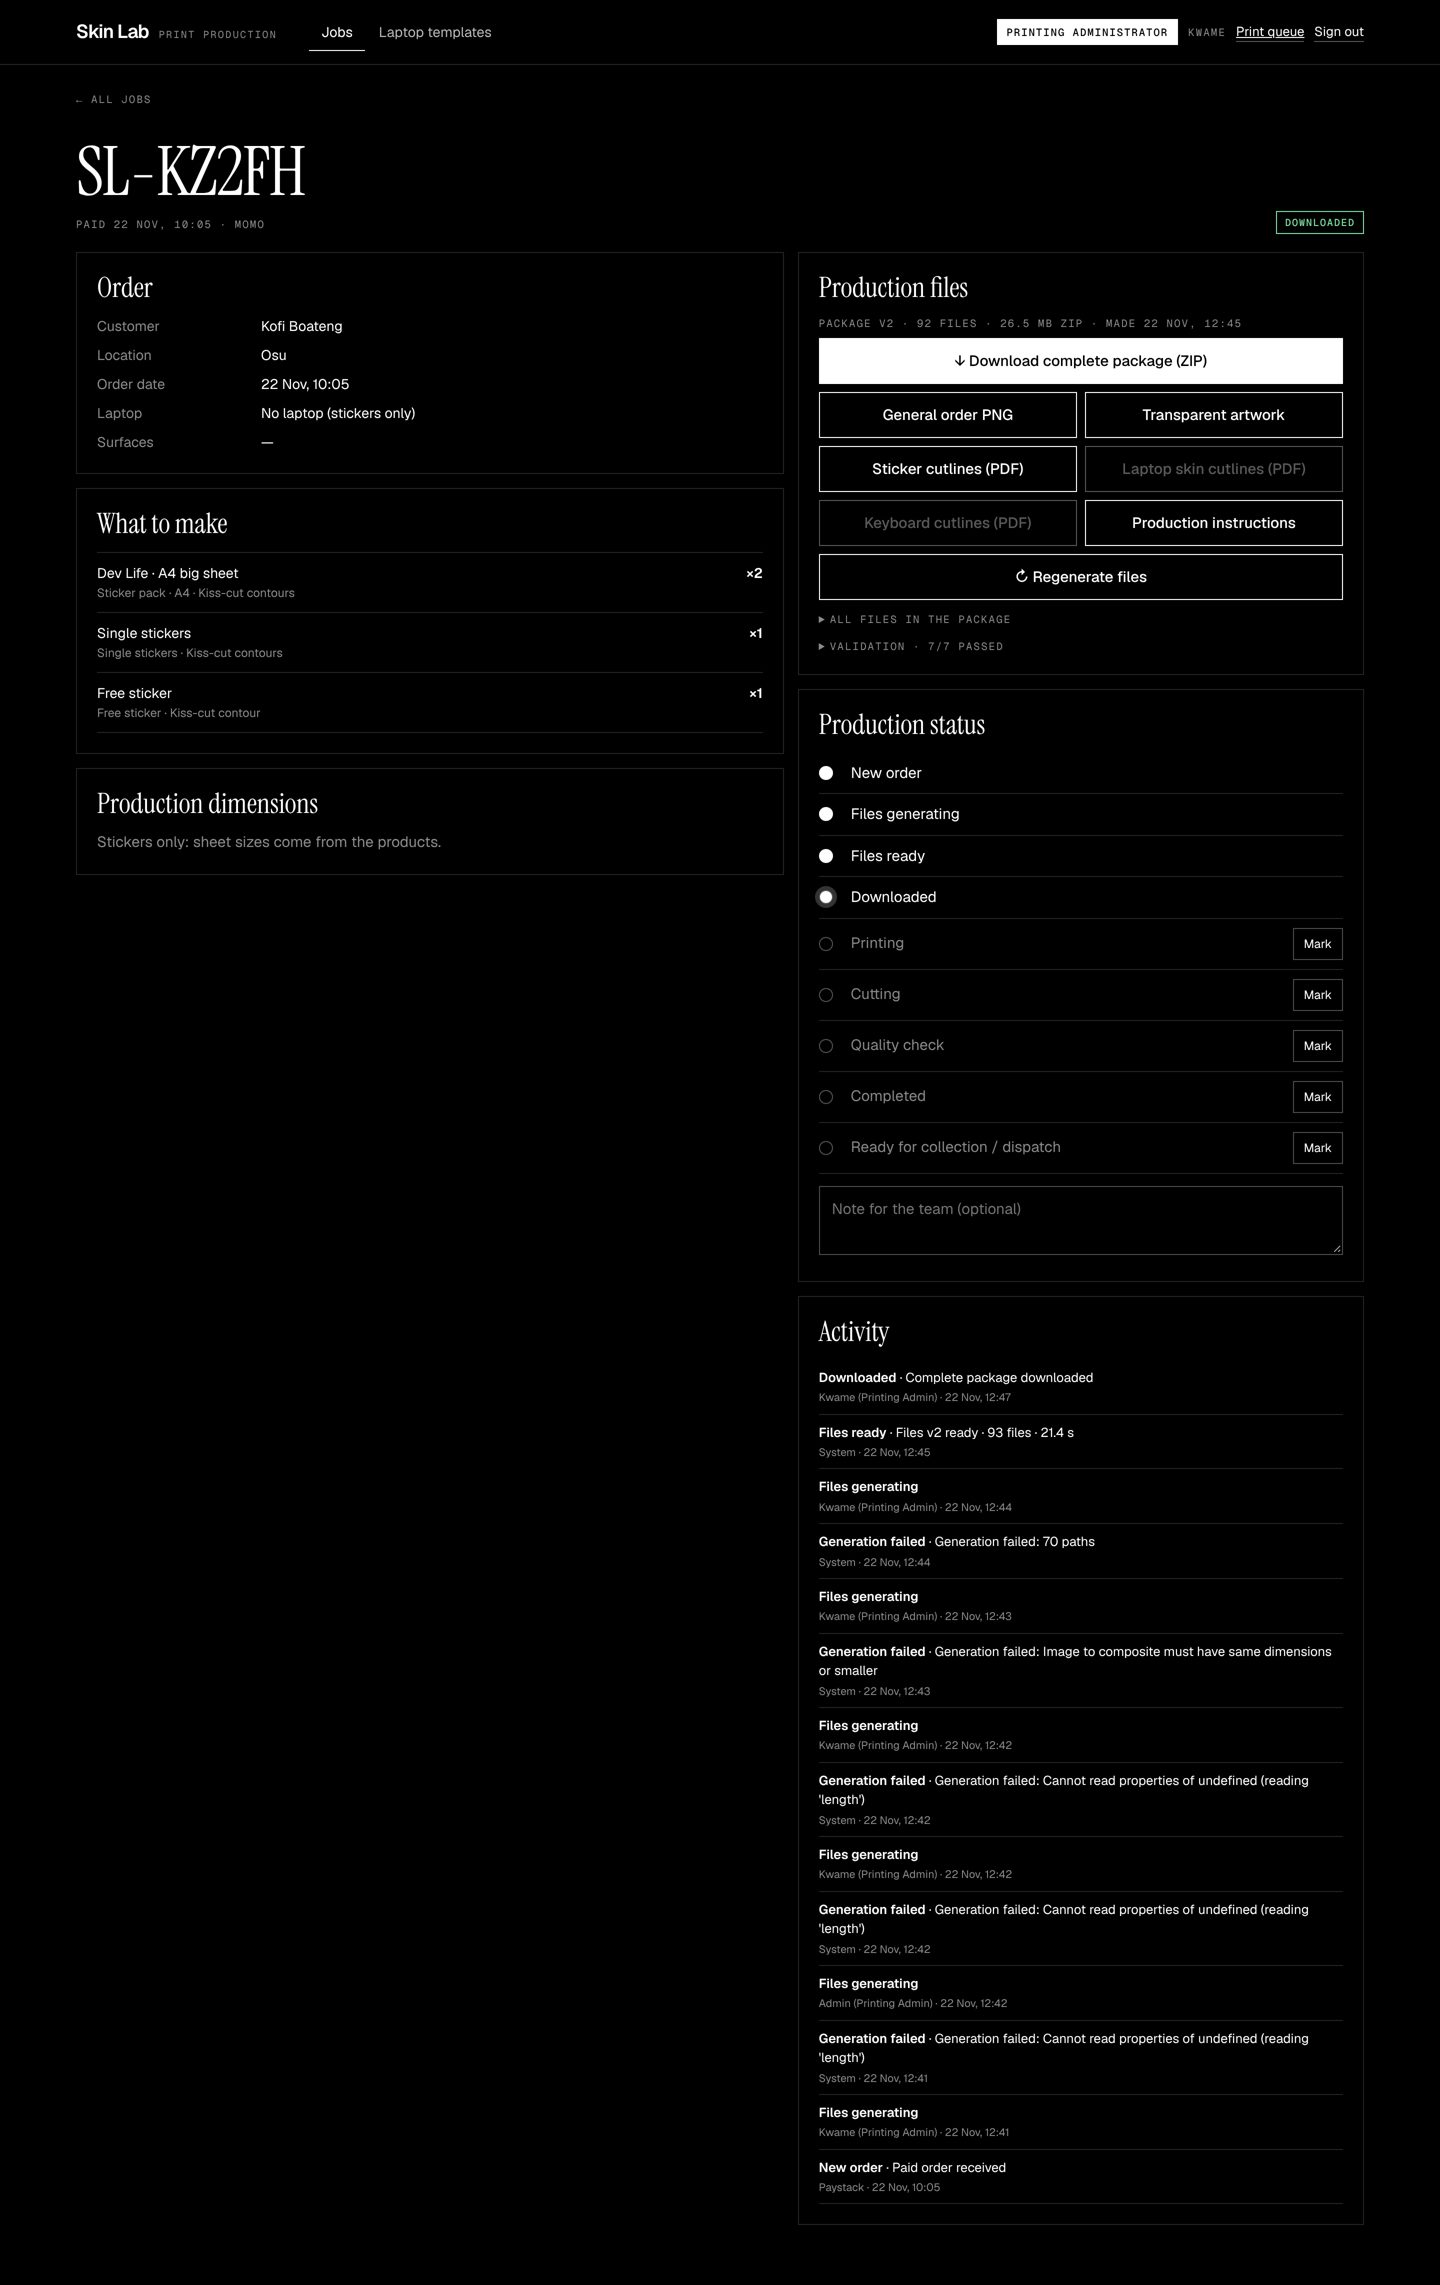 Skin Lab PRINT PRODUCTION Jobs Laptop templates PRINTING ADMINISTRATOR KWAME Print queue Sign out
← ALL JOBS
SL-KZ2FH
PAID 22 NOV, 10:05 · MOMO
DOWNLOADED
Order
Customer Kofi Boateng
Location Osu
Order date 22 Nov, 10:05
Laptop No laptop (stickers only)
Surfaces —
What to make
Dev Life · A4 big sheet ×2
Sticker pack · A4 · Kiss-cut contours
Single stickers ×1
Single stickers · Kiss-cut contours
Free sticker ×1
Free sticker · Kiss-cut contour
Production dimensions
Stickers only: sheet sizes come from the products.
Production files
PACKAGE V2 · 92 FILES · 26.5 MB ZIP · MADE 22 NOV, 12:45
↓ Download complete package (ZIP)
General order PNG Transparent artwork
Sticker cutlines (PDF) Laptop skin cutlines (PDF)
Keyboard cutlines (PDF) Production instructions
↻ Regenerate files
▶ ALL FILES IN THE PACKAGE
▶ VALIDATION · 7/7 PASSED
Production status
New order
Files generating
Files ready
Downloaded
Printing Mark
Cutting Mark
Quality check Mark
Completed Mark
Ready for collection / dispatch Mark
Note for the team (optional)
Activity
Downloaded · Complete package downloaded
Kwame (Printing Admin) · 22 Nov, 12:47
Files ready · Files v2 ready · 93 files · 21.4 s
System · 22 Nov, 12:45
Files generating
Kwame (Printing Admin) · 22 Nov, 12:44
Generation failed · Generation failed: 70 paths
System · 22 Nov, 12:44
Files generating
Kwame (Printing Admin) · 22 Nov, 12:43
Generation failed · Generation failed: Image to composite must have same dimensions
or smaller
System · 22 Nov, 12:43
Files generating
Kwame (Printing Admin) · 22 Nov, 12:42
Generation failed · Generation failed: Cannot read properties of undefined (reading
'length')
System · 22 Nov, 12:42
Files generating
Kwame (Printing Admin) · 22 Nov, 12:42
Generation failed · Generation failed: Cannot read properties of undefined (reading
'length')
System · 22 Nov, 12:42
Files generating
Admin (Printing Admin) · 22 Nov, 12:42
Generation failed · Generation failed: Cannot read properties of undefined (reading
'length')
System · 22 Nov, 12:41
Files generating
Kwame (Printing Admin) · 22 Nov, 12:41
New order · Paid order received
Paystack · 22 Nov, 10:05